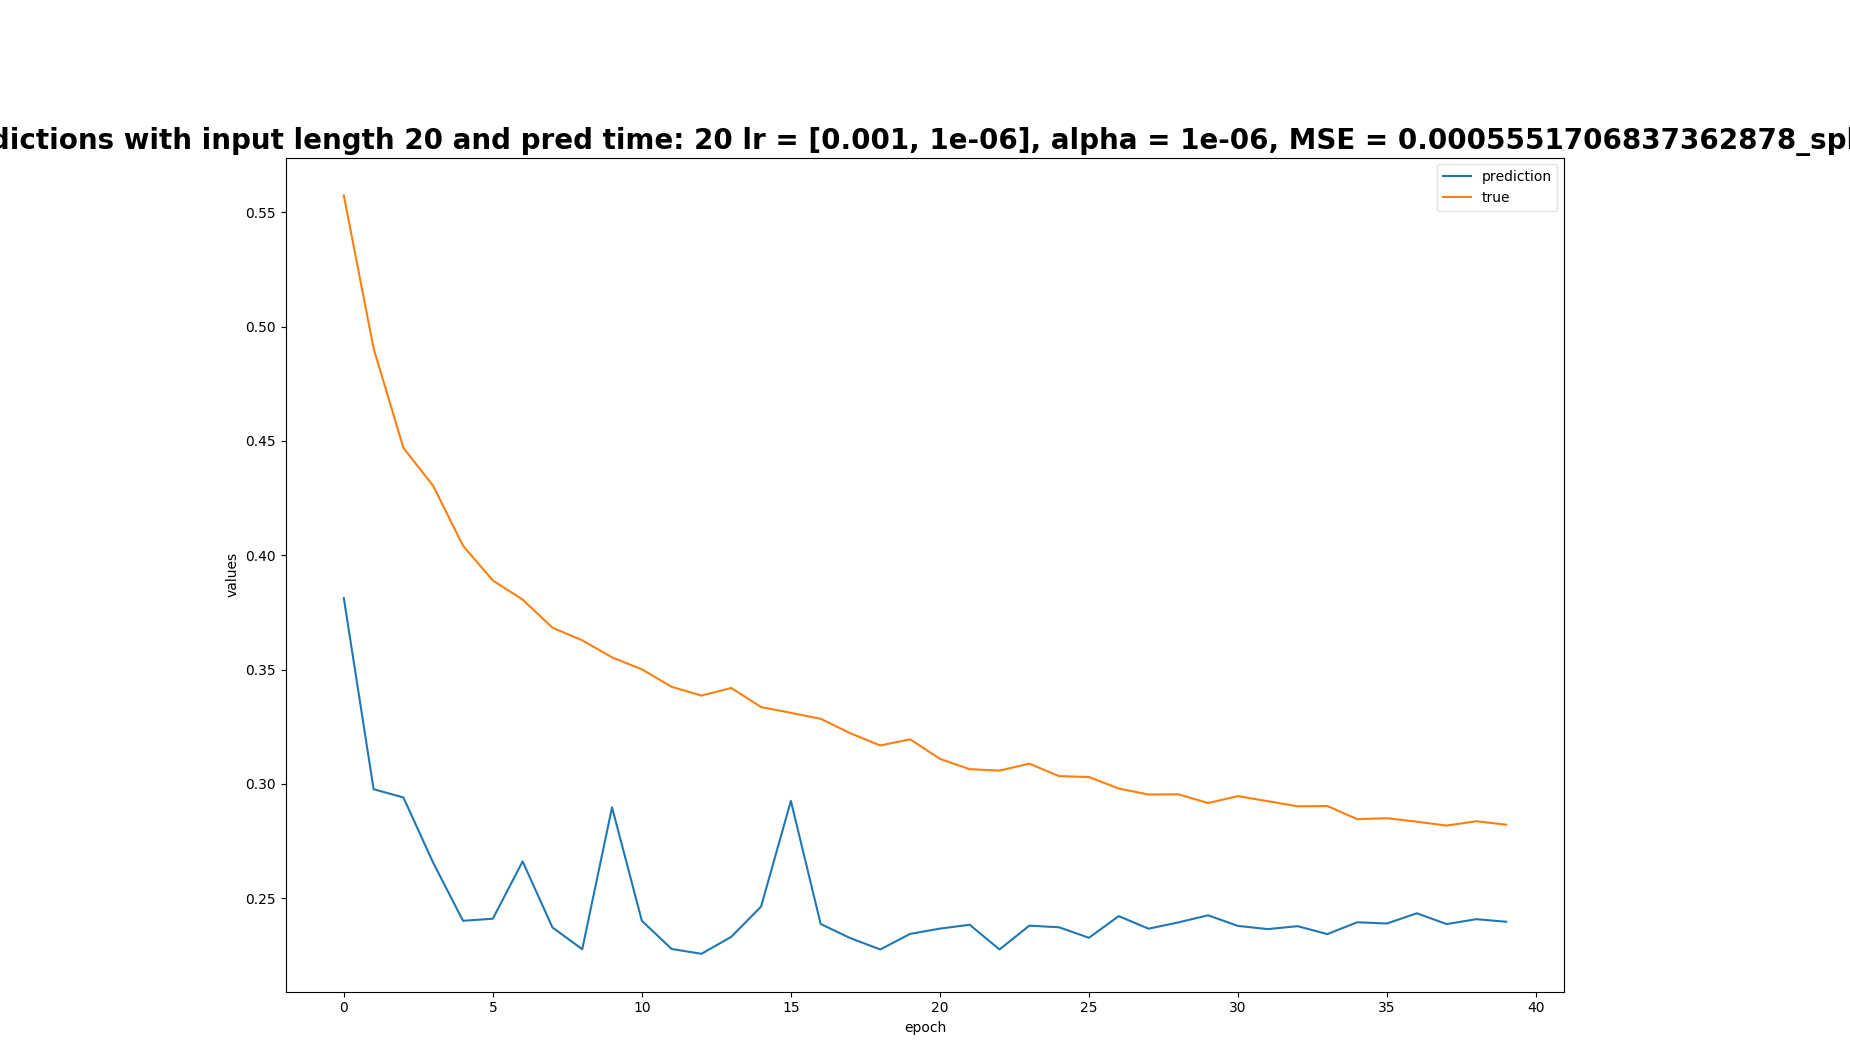 dictions with input length 20 and pred time: 20 lr = [0.001, 1e-06], alpha = 1e-06, MSE = 0.0005551706837362878_spl
prediction
true
0.55
0.50
0.45
0.40
0.35
0.30
0.25
values
0 5 10 15 20 25 30 35 40
epoch